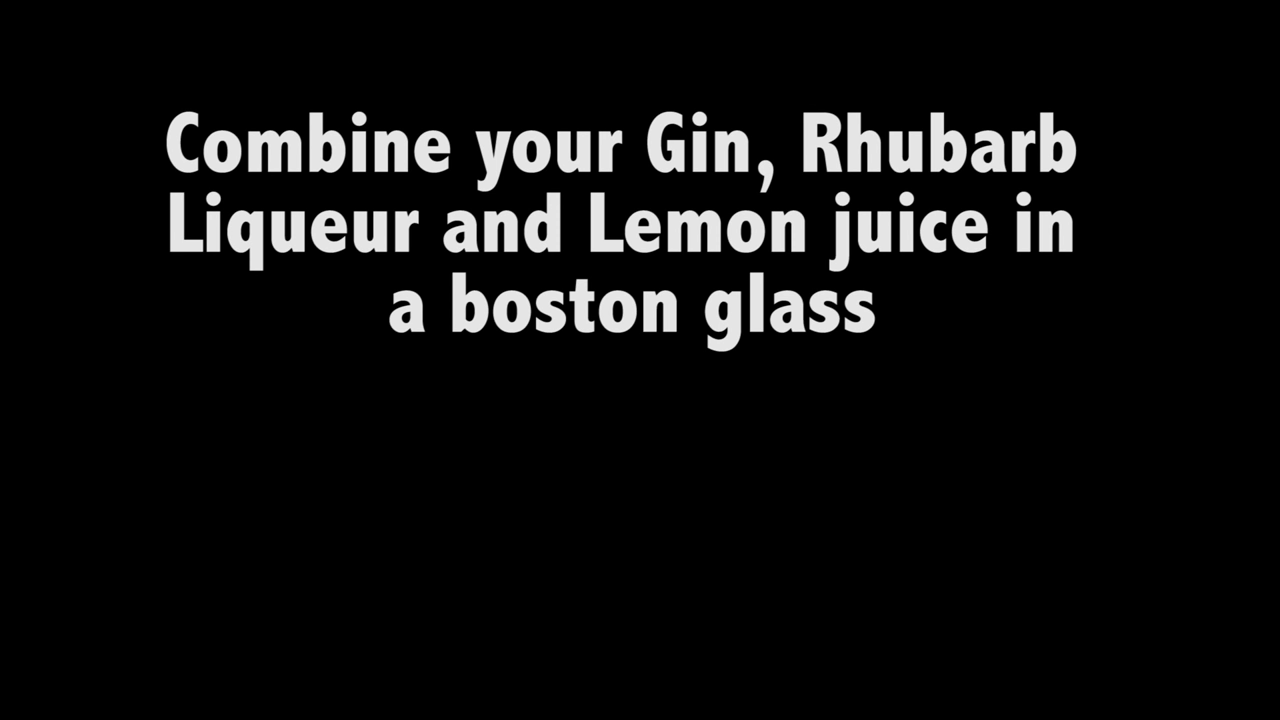 Combine your Gin, Rhubarb
Liqueur and Lemon juice in
a boston glass